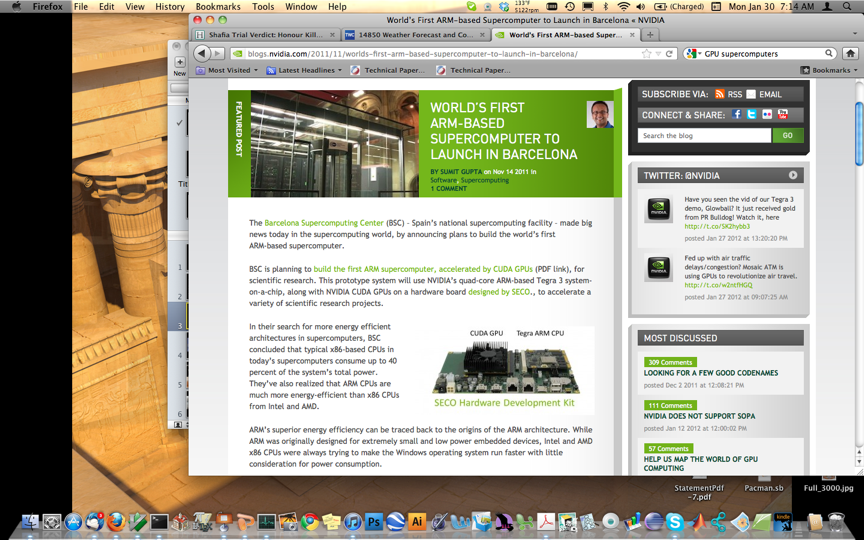 Firefox File Edit View History Bookmarks Tools Window Help
133°F
5122rpm
(Charged) Mon Jan 30 7:14 AM
World's First ARM-based Supercomputer to Launch in Barcelona « NVIDIA
Shafia Trial Verdict: Honour Kill...
14850 Weather Forecast and Co...
World's First ARM-based Super...
blogs.nvidia.com/2011/11/worlds-first-arm-based-supercomputer-to-launch-in-barcelona/
GPU supercomputers
Most Visited
Latest Headlines
Technical Paper...
Technical Paper...
Bookmarks
New
1
2
3
4
5
6
FEATURED POST
WORLD'S FIRST
ARM-BASED
SUPERCOMPUTER TO
LAUNCH IN BARCELONA
BY SUMIT GUPTA on Nov 14 2011 in
Software, Supercomputing
1 COMMENT
The Barcelona Supercomputing Center (BSC) – Spain's national supercomputing facility – made big
news today in the supercomputing world, by announcing plans to build the world's first
ARM-based supercomputer.
BSC is planning to build the first ARM supercomputer, accelerated by CUDA GPUs (PDF link), for
scientific research. This prototype system will use NVIDIA's quad-core ARM-based Tegra 3 system-
on-a-chip, along with NVIDIA CUDA GPUs on a hardware board designed by SECO., to accelerate a
variety of scientific research projects.
In their search for more energy efficient
architectures in supercomputers, BSC
concluded that typical x86-based CPUs in
today's supercomputers consume up to 40
percent of the system's total power.
They've also realized that ARM CPUs are
much more energy-efficient than x86 CPUs
from Intel and AMD.
CUDA GPU Tegra ARM CPU
SECO Hardware Development Kit
ARM's superior energy efficiency can be traced back to the origins of the ARM architecture. While
ARM was originally designed for extremely small and low power embedded devices, Intel and AMD
x86 CPUs were always trying to make the Windows operating system run faster with little
consideration for power consumption.
SUBSCRIBE VIA: RSS EMAIL
CONNECT & SHARE:
Search the blog GO
TWITTER: @NVIDIA
Have you seen the vid of our Tegra 3
demo, Glowball? It just received gold
from PR Bulldog! Watch it, here
http://t.co/5K2hybb3
posted Jan 27 2012 at 13:20:20 PM
Fed up with air traffic
delays/congestion? Mosaic ATM is
using GPUs to revolutionize air travel.
http://t.co/w2ntfHGQ
posted Jan 27 2012 at 09:07:25 AM
MOST DISCUSSED
309 Comments
LOOKING FOR A FEW GOOD CODENAMES
posted Dec 2 2011 at 12:08:21 PM
111 Comments
NVIDIA DOES NOT SUPPORT SOPA
posted Jan 12 2012 at 12:00:02 PM
57 Comments
HELP US MAP THE WORLD OF GPU
COMPUTING
StatementPdf
-7.pdf
Pacman.sb
Full_3000.jpg